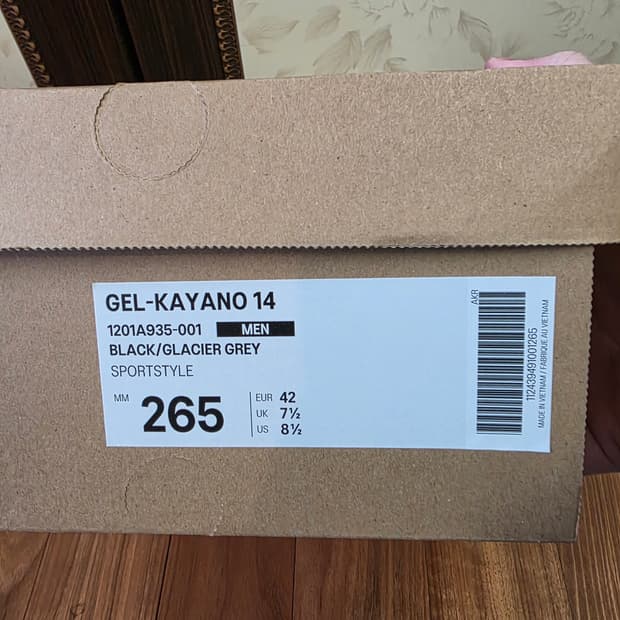 GEL-KAYANO 14
1201A935-001 MEN
BLACK/GLACIER GREY
SPORTSTYLE
MM 265
EUR 42
UK 7½
US 8½
AKR
112439491001265
MADE IN VIETNAM / FABRIQUÉ AU VIETNAM